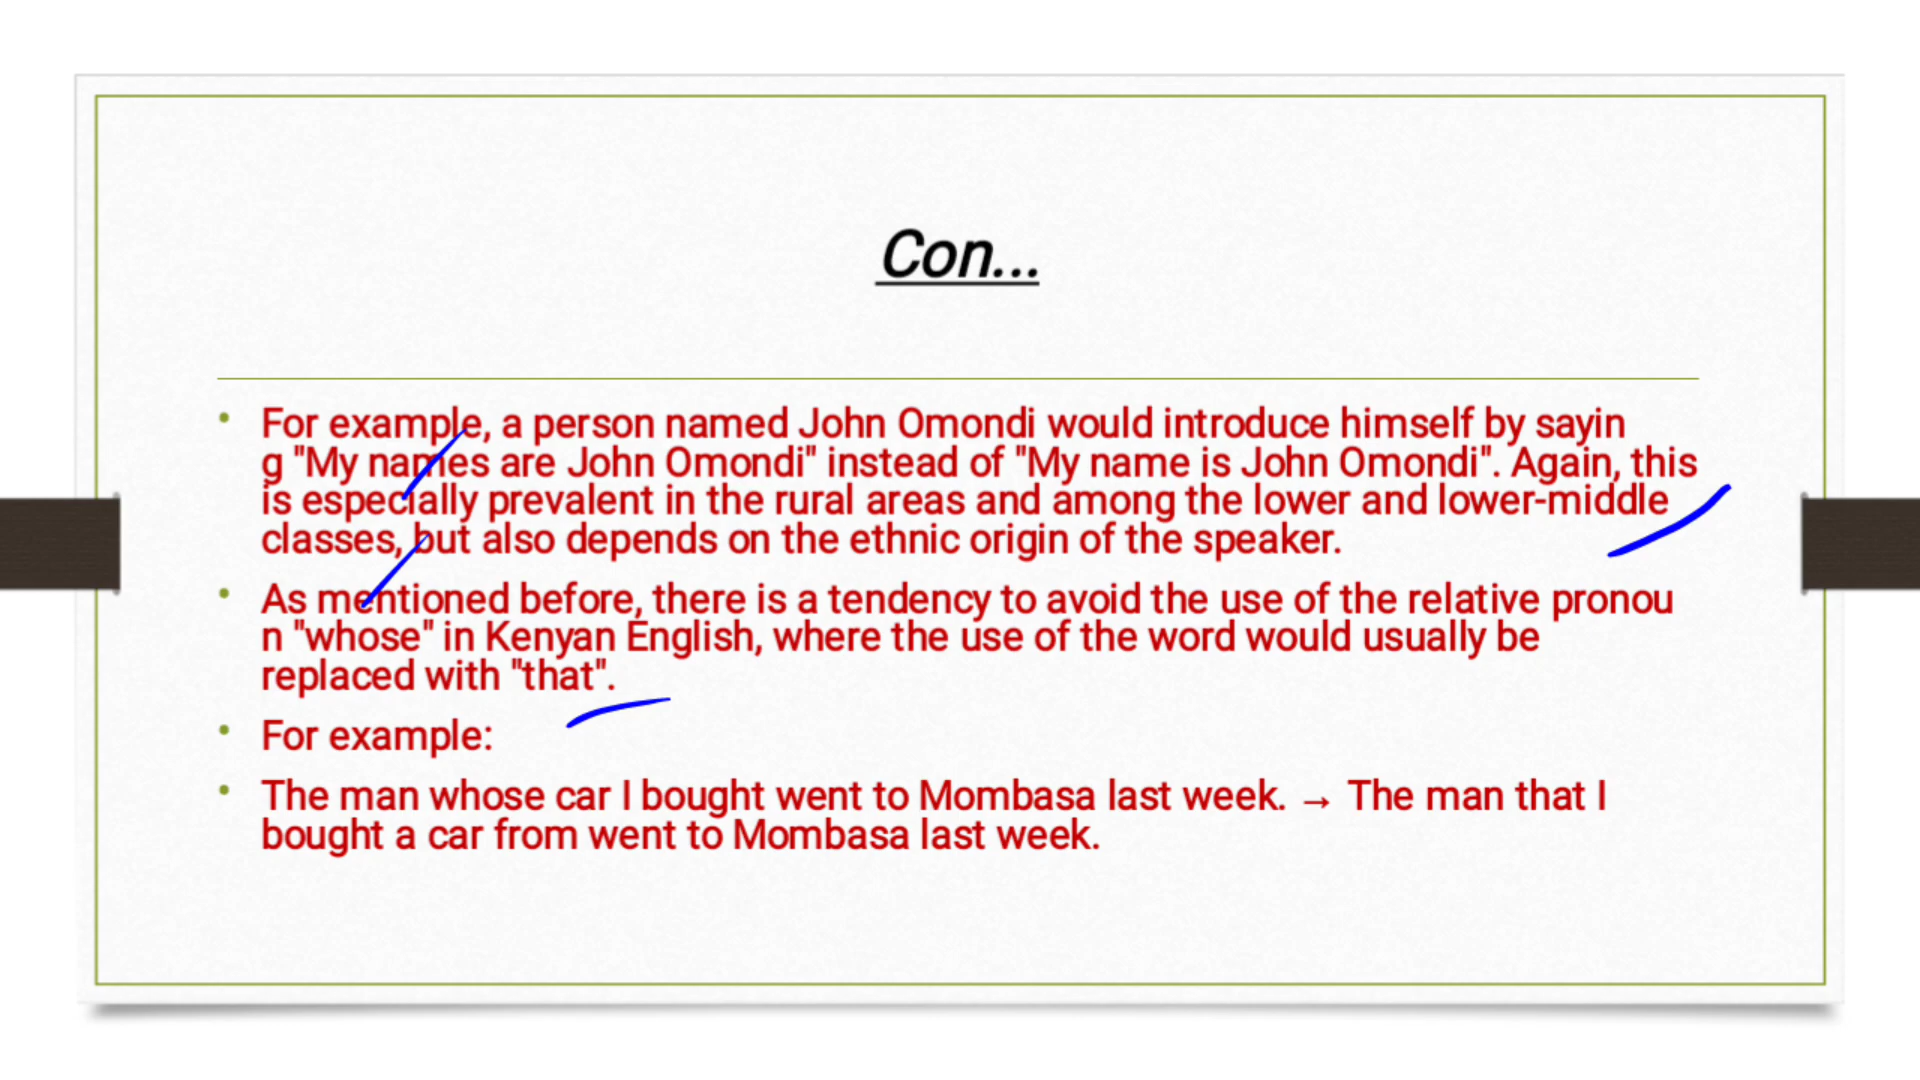 Con...
• For example, a person named John Omondi would introduce himself by sayin
g "My names are John Omondi" instead of "My name is John Omondi". Again, this
is especially prevalent in the rural areas and among the lower and lower-middle
classes, but also depends on the ethnic origin of the speaker.
• As mentioned before, there is a tendency to avoid the use of the relative pronou
n "whose" in Kenyan English, where the use of the word would usually be
replaced with "that".
• For example:
• The man whose car I bought went to Mombasa last week. → The man that I
bought a car from went to Mombasa last week.